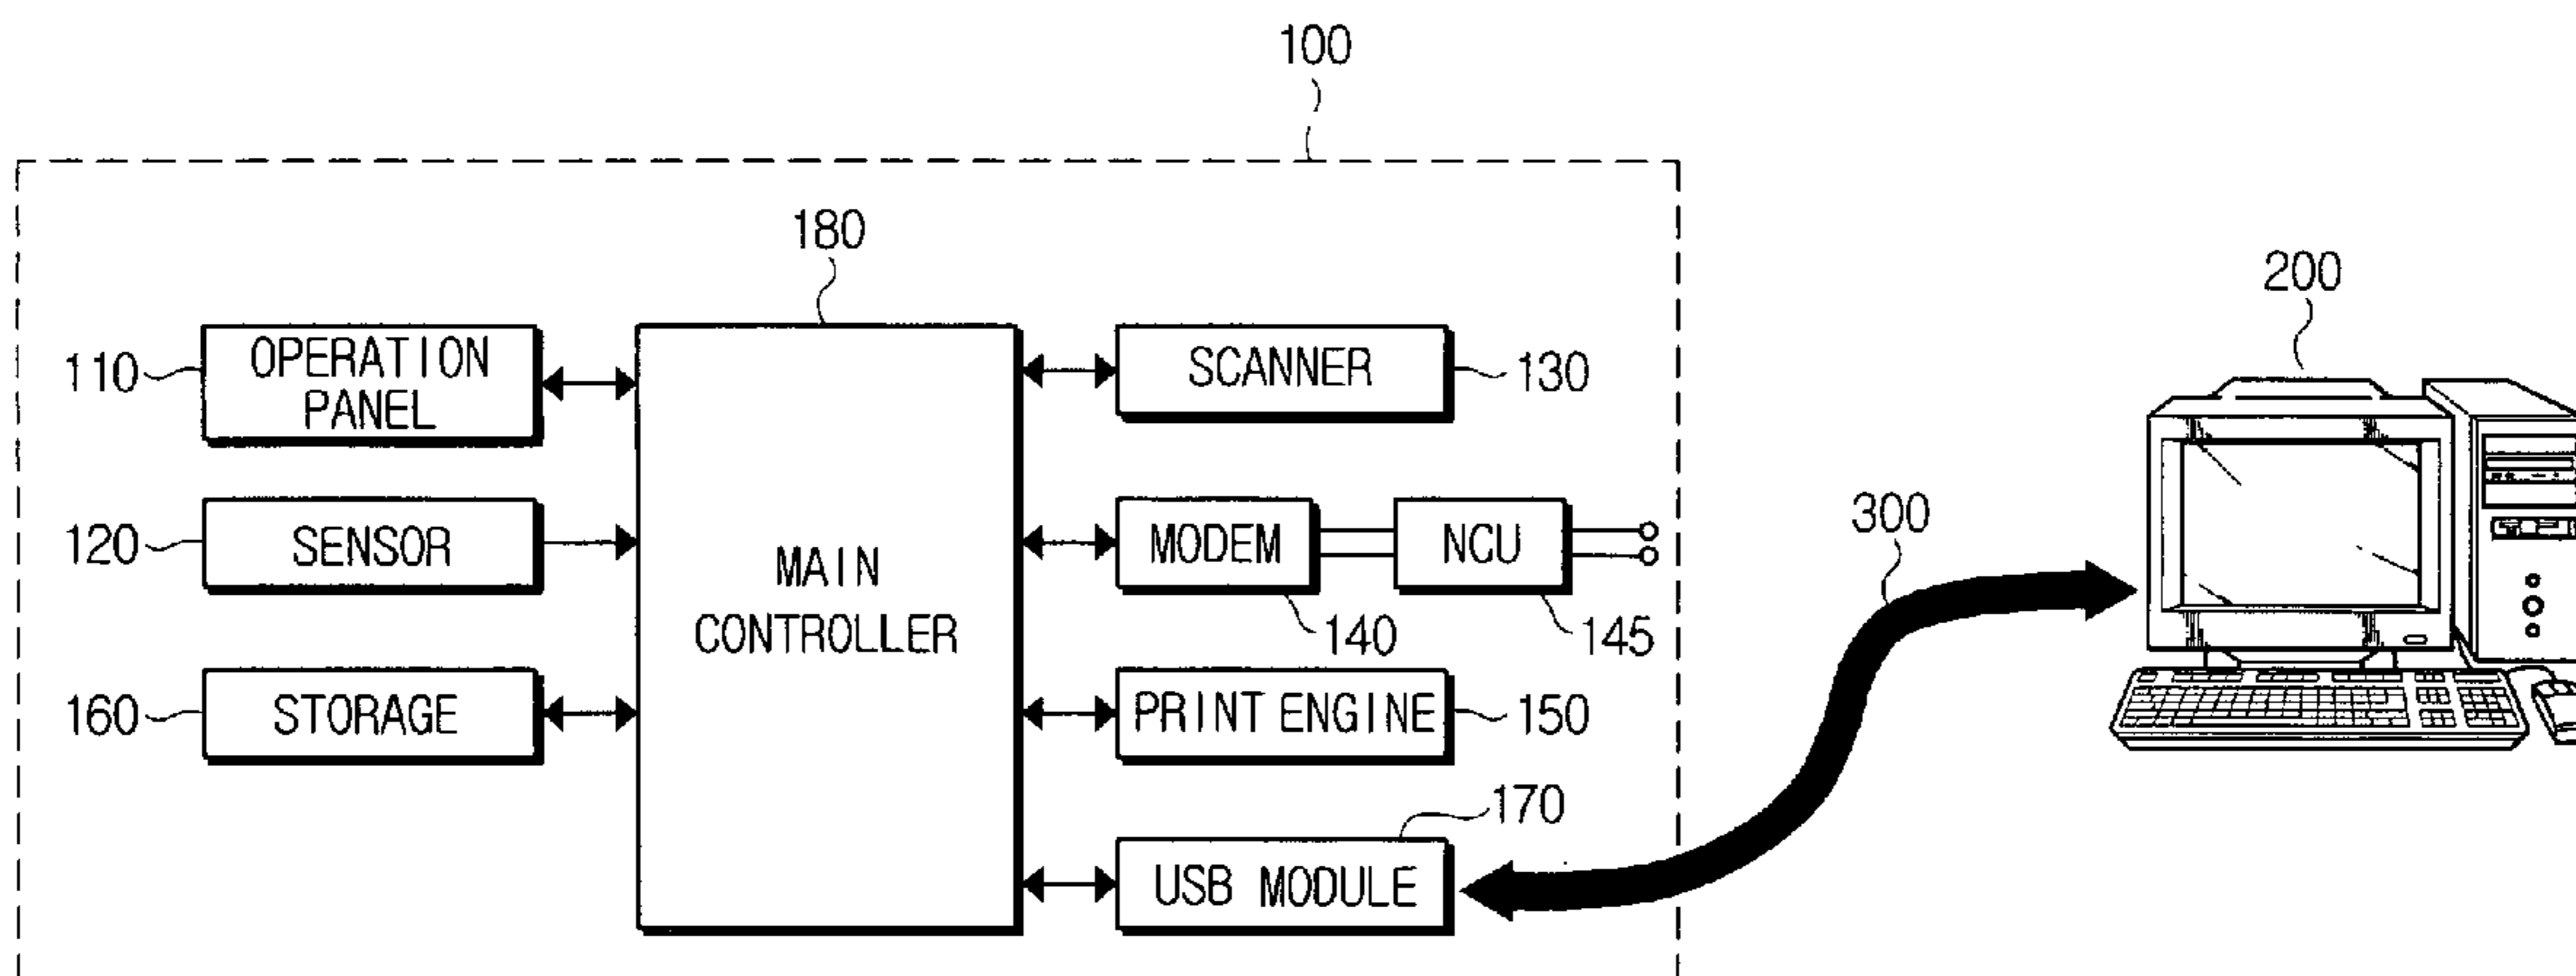 100
180
200
110
OPERATION
PANEL
SCANNER
130
300
120
SENSOR
MODEM
NCU
MAIN
CONTROLLER
140
145
160
STORAGE
PRINT ENGINE
150
170
USB MODULE